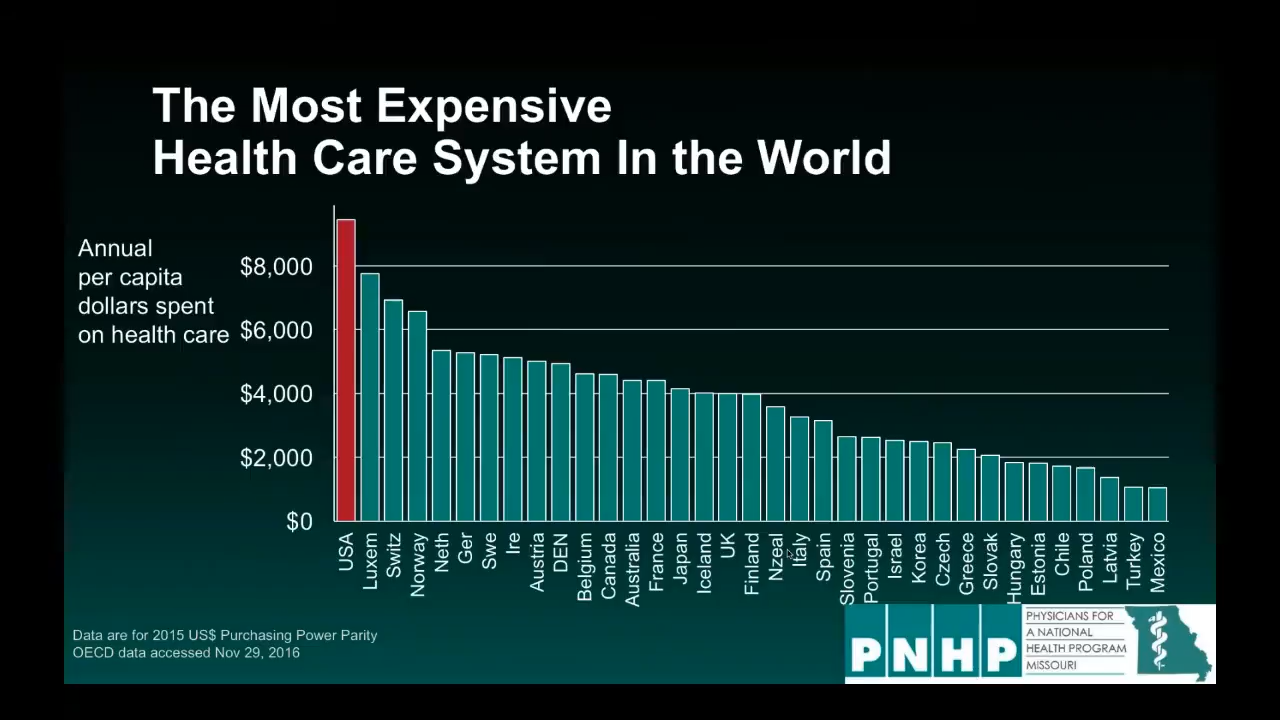 The Most Expensive
Health Care System In the World
Annual
per capita
dollars spent
on health care
$8,000
$6,000
$4,000
$2,000
$0
USA
Luxem
Switz
Norway
Neth
Ger
Swe
Ire
Austria
DEN
Belgium
Canada
Australia
France
Japan
Iceland
UK
Finland
Nzeal
Italy
Spain
Slovenia
Portugal
Israel
Korea
Czech
Greece
Slovak
Hungary
Estonia
Chile
Poland
Latvia
Turkey
Mexico
Data are for 2015 US$ Purchasing Power Parity
OECD data accessed Nov 29, 2016
PNHP
PHYSICIANS FOR
A NATIONAL
HEALTH PROGRAM
MISSOURI